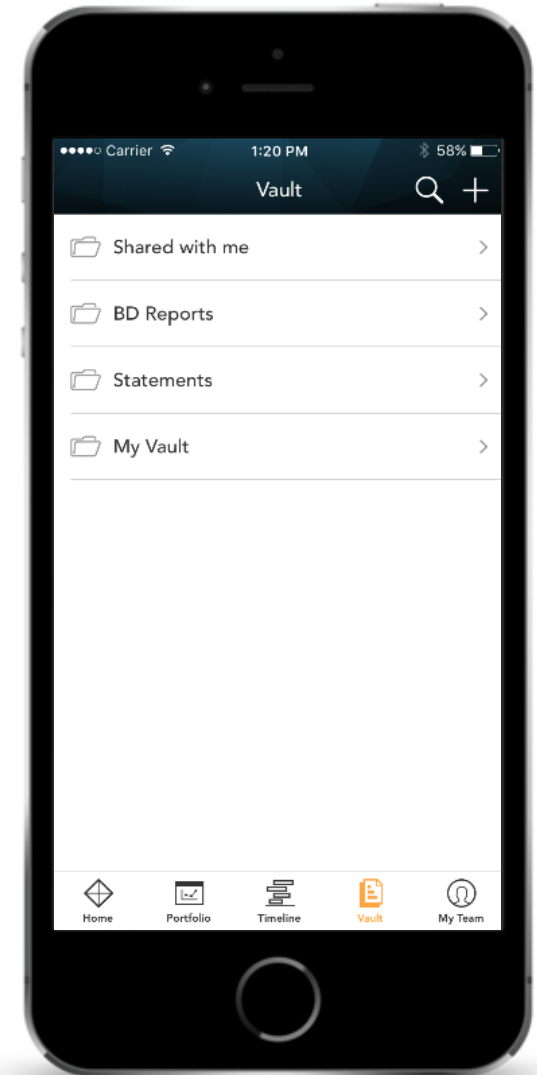 Carrier 1:20 PM 58%
Vault
Shared with me
BD Reports
Statements
My Vault
Home Portfolio Timeline Vault My Team